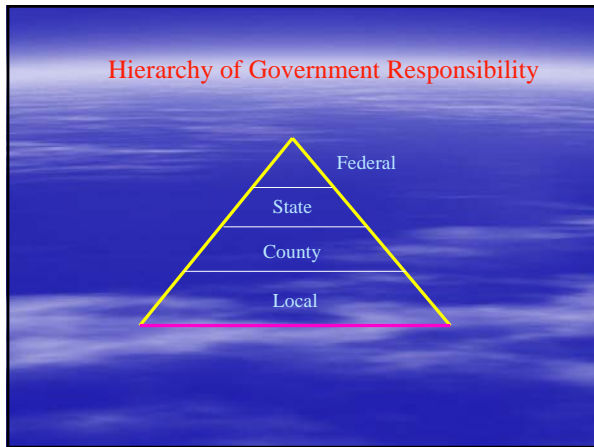 Hierarchy of Government Responsibility
Federal
State
County
Local